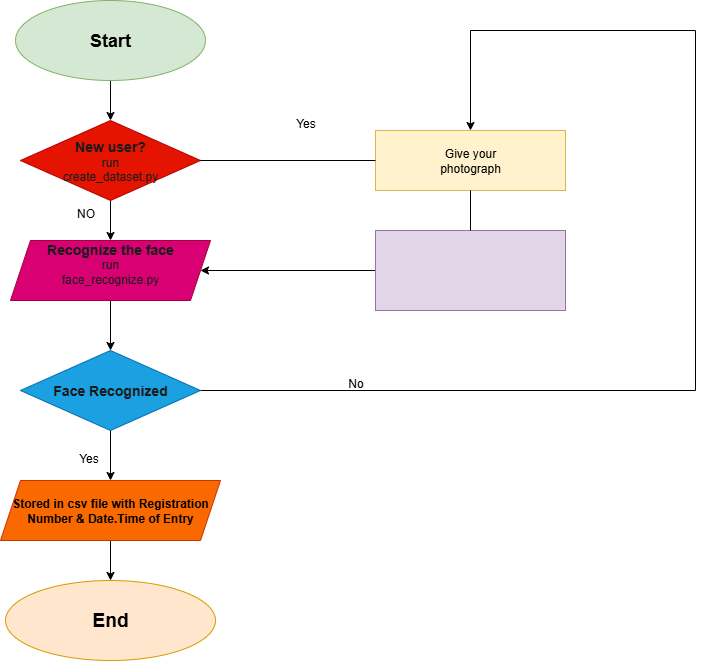 Start
Yes
New user?
run
create_dataset.py
Give your
photograph
NO
Recognize the face
run
face_recognize.py
No
Face Recognized
Yes
Stored in csv file with Registration
Number & Date.Time of Entry
End